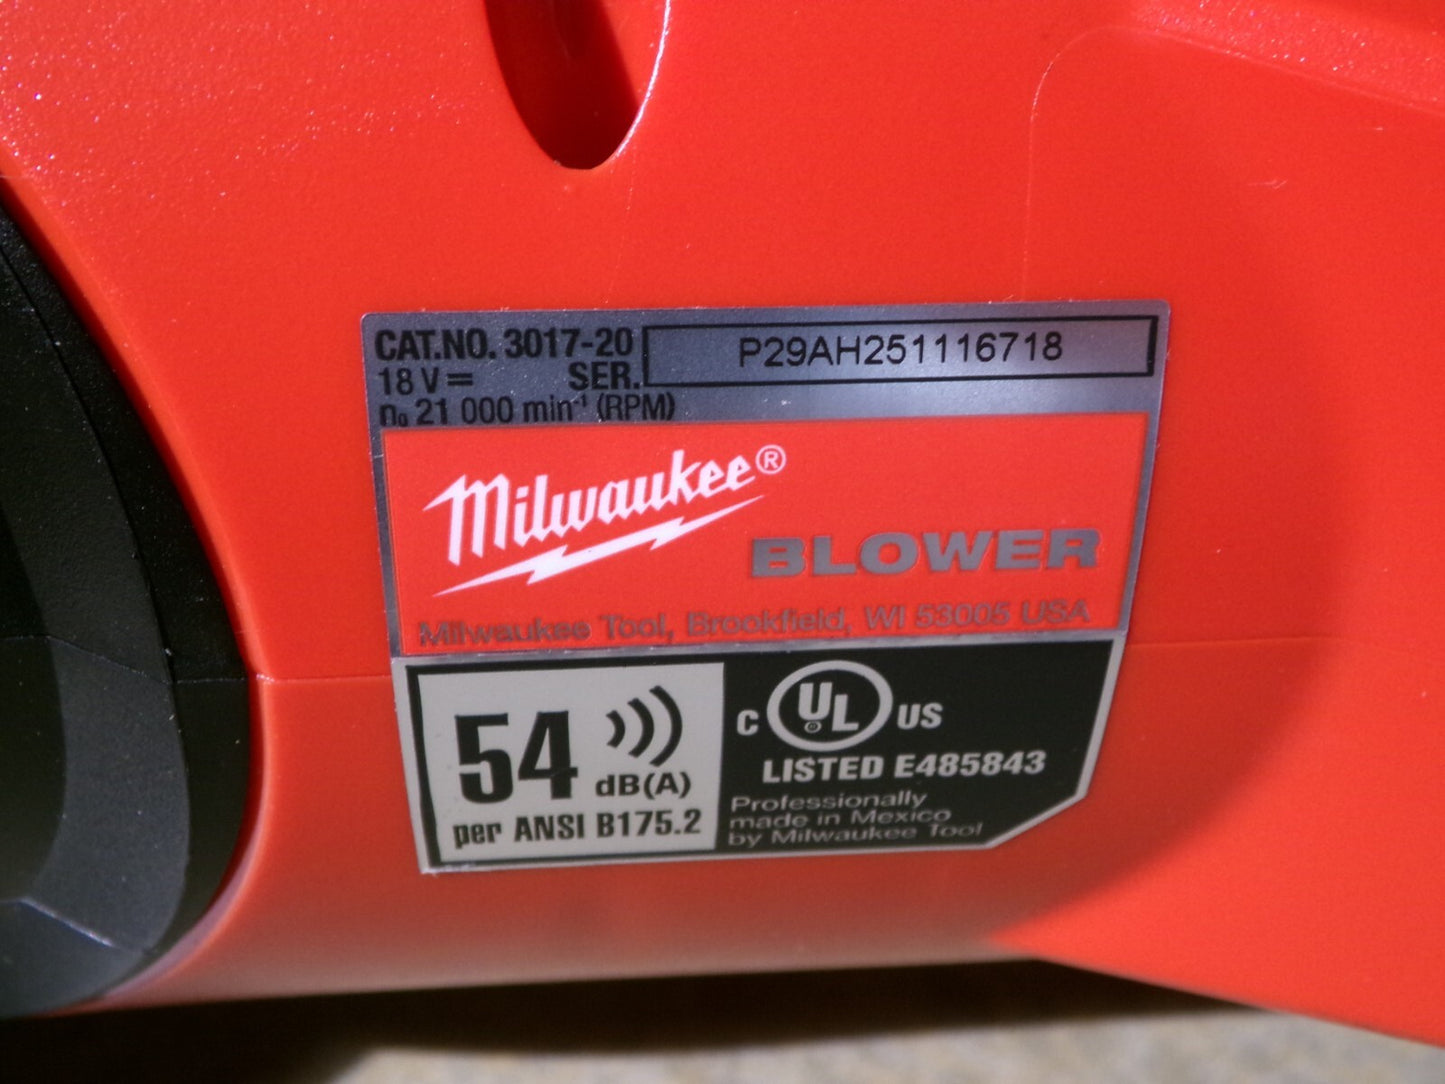 CAT.NO. 3017-20
18 V⎓ SER. P29AH251116718
n₀ 21 000 min⁻¹ (RPM)
Milwaukee®
BLOWER
Milwaukee Tool, Brookfield, WI 53005 USA
54 dB(A)
per ANSI B175.2
C UL US
LISTED E485843
Professionally
made in Mexico
by Milwaukee Tool